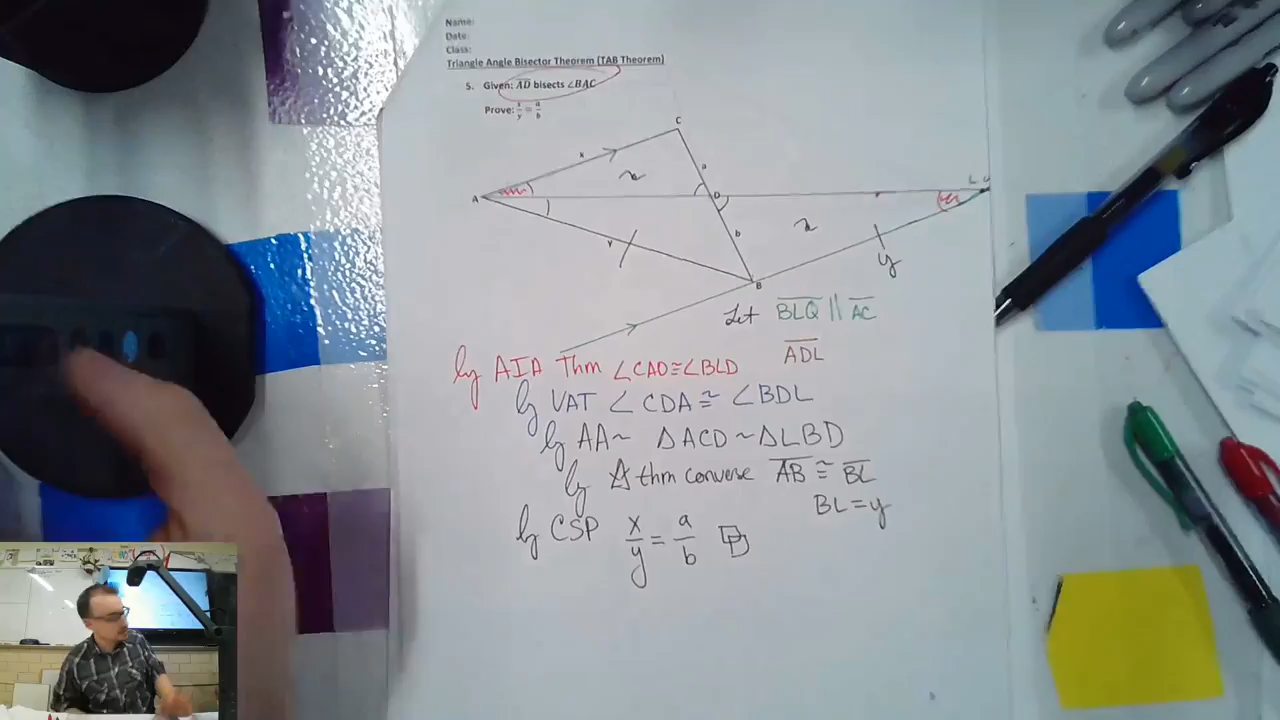 Name:
Date:
Class:
Triangle Angle Bisector Theorem (TAB Theorem)
5. Given: AD bisects ∠BAC
Prove: x/y = a/b
C
x
a
A
D
L
b
y
y
B
Let BLQ || AC
ADL
by AIA Thm ∠CAD≅∠BLD
by VAT ∠CDA ≅ ∠BDL
by AA~ △ACD~△LBD
by thm converse AB ≅ BL
BL=y
by CSP x/y = a/b